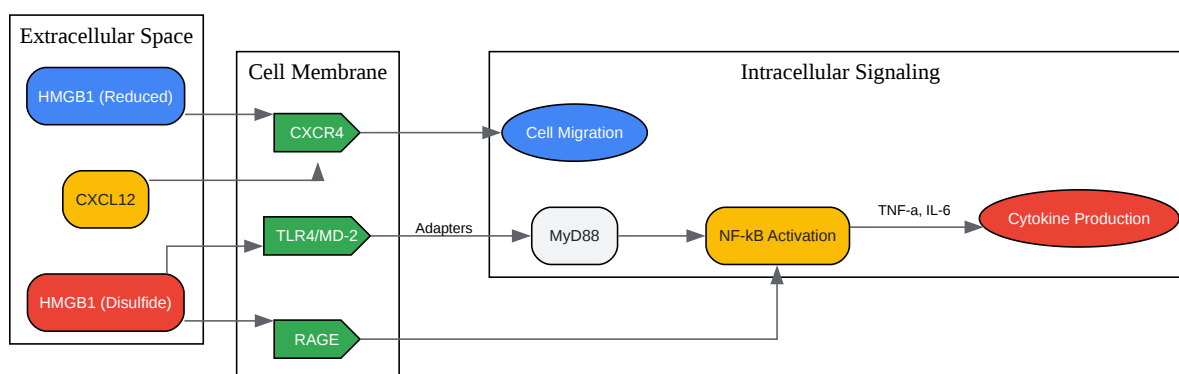 Extracellular Space
HMGB1 (Reduced)
CXCL12
HMGB1 (Disulfide)
Cell Membrane
CXCR4
TLR4/MD-2
RAGE
Intracellular Signaling
Cell Migration
Adapters
MyD88
NF-kB Activation
TNF-a, IL-6
Cytokine Production